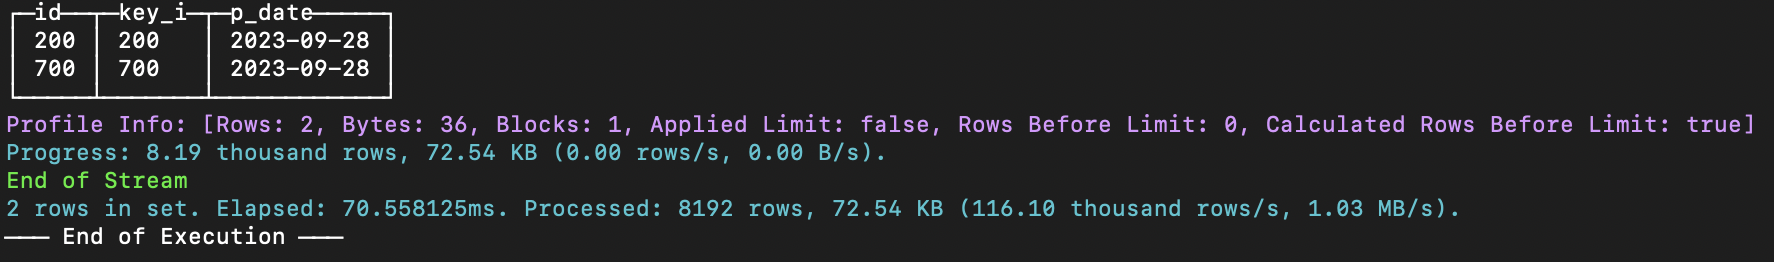 id key_i p_date
200 200 2023-09-28
700 700 2023-09-28
Profile Info: [Rows: 2, Bytes: 36, Blocks: 1, Applied Limit: false, Rows Before Limit: 0, Calculated Rows Before Limit: true]
Progress: 8.19 thousand rows, 72.54 KB (0.00 rows/s, 0.00 B/s).
End of Stream
2 rows in set. Elapsed: 70.558125ms. Processed: 8192 rows, 72.54 KB (116.10 thousand rows/s, 1.03 MB/s).
─── End of Execution ───